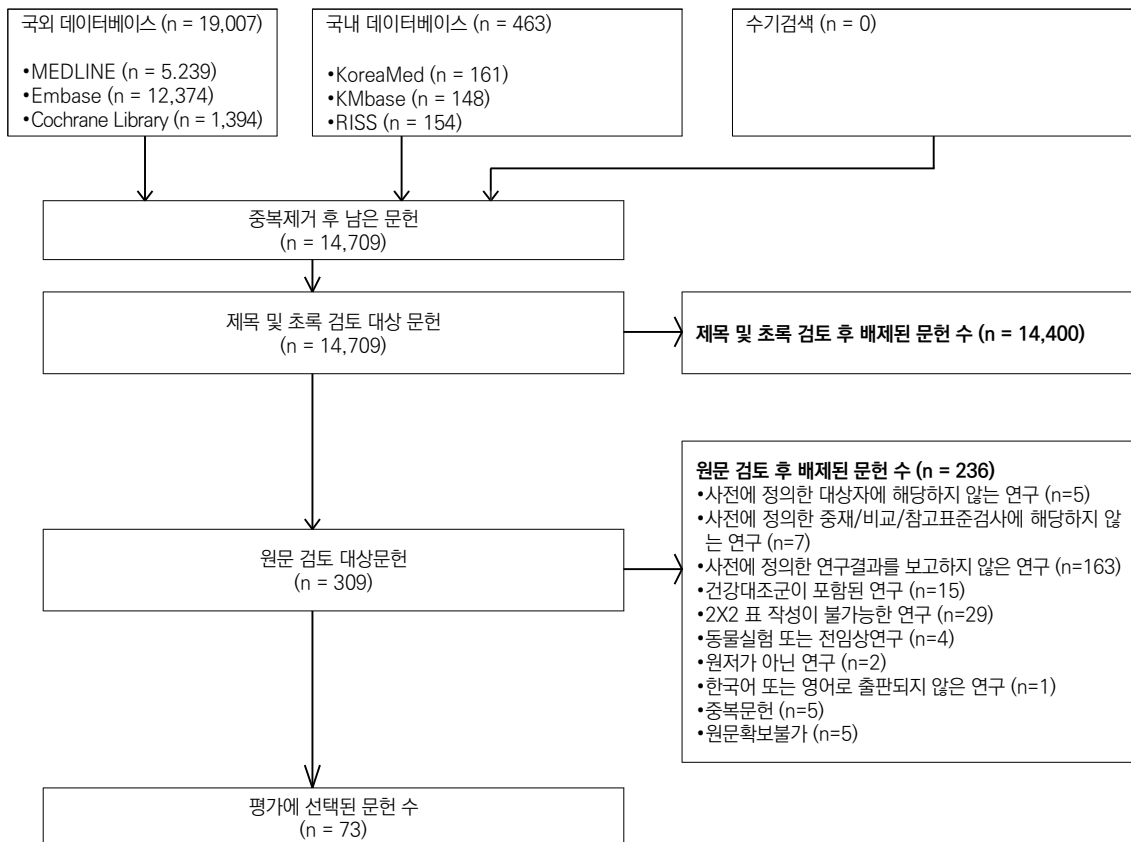 국외 데이터베이스 (n = 19,007)
•MEDLINE (n = 5.239)
•Embase (n = 12,374)
•Cochrane Library (n = 1,394)
국내 데이터베이스 (n = 463)
•KoreaMed (n = 161)
•KMbase (n = 148)
•RISS (n = 154)
수기검색 (n = 0)
중복제거 후 남은 문헌
(n = 14,709)
제목 및 초록 검토 대상 문헌
(n = 14,709)
제목 및 초록 검토 후 배제된 문헌 수 (n = 14,400)
원문 검토 대상문헌
(n = 309)
원문 검토 후 배제된 문헌 수 (n = 236)
•사전에 정의한 대상자에 해당하지 않는 연구 (n=5)
•사전에 정의한 중재/비교/참고표준검사에 해당하지 않
는 연구 (n=7)
•사전에 정의한 연구결과를 보고하지 않은 연구 (n=163)
•건강대조군이 포함된 연구 (n=15)
•2X2 표 작성이 불가능한 연구 (n=29)
•동물실험 또는 전임상연구 (n=4)
•원저가 아닌 연구 (n=2)
•한국어 또는 영어로 출판되지 않은 연구 (n=1)
•중복문헌 (n=5)
•원문확보불가 (n=5)
평가에 선택된 문헌 수
(n = 73)